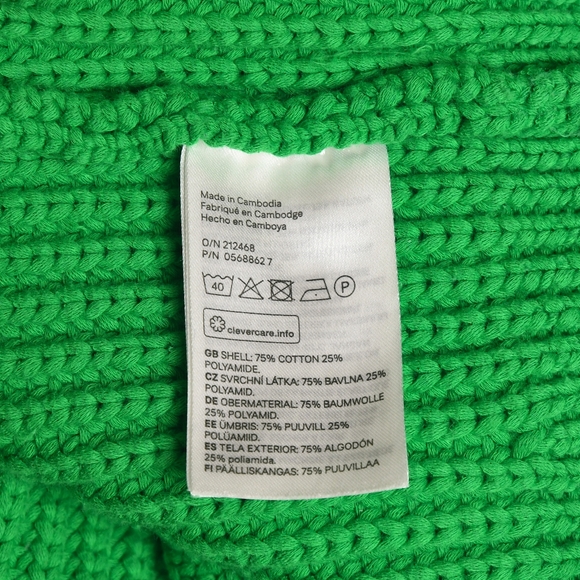 Made in Cambodia
Fabriqué en Cambodge
Hecho en Camboya
O/N 212468
P/N 0568862 7
40
P
clevercare.info
GB SHELL: 75% COTTON 25%
POLYAMIDE.
CZ SVRCHNÍ LÁTKA: 75% BAVLNA 25%
POLYAMID.
DE OBERMATERIAL: 75% BAUMWOLLE
25% POLYAMID.
EE ÜMBRIS: 75% PUUVILL 25%
POLÜAMIID.
ES TELA EXTERIOR: 75% ALGODÓN
25% poliamida.
FI PÄÄLLISKANGAS: 75% PUUVILLAA